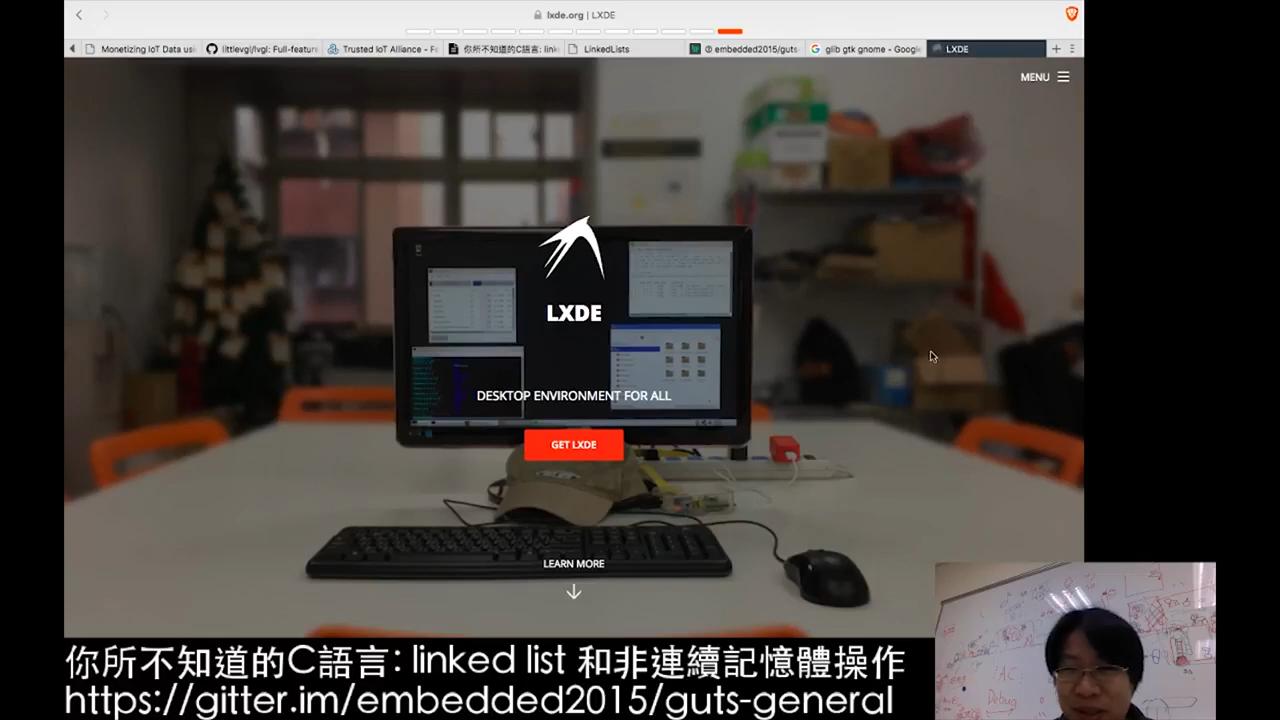 lxde.org | LXDE
Monetizing IoT Data usi
littlevgl/lvgl: Full-feature
Trusted IoT Alliance - F
你所不知道的C語言: link
LinkedLists
embedded2015/guts-
glib gtk gnome - Google
LXDE
MENU
LXDE
DESKTOP ENVIRONMENT FOR ALL
GET LXDE
LEARN MORE
你所不知道的C語言: linked list 和非連續記憶體操作
https://gitter.im/embedded2015/guts-general
Debug